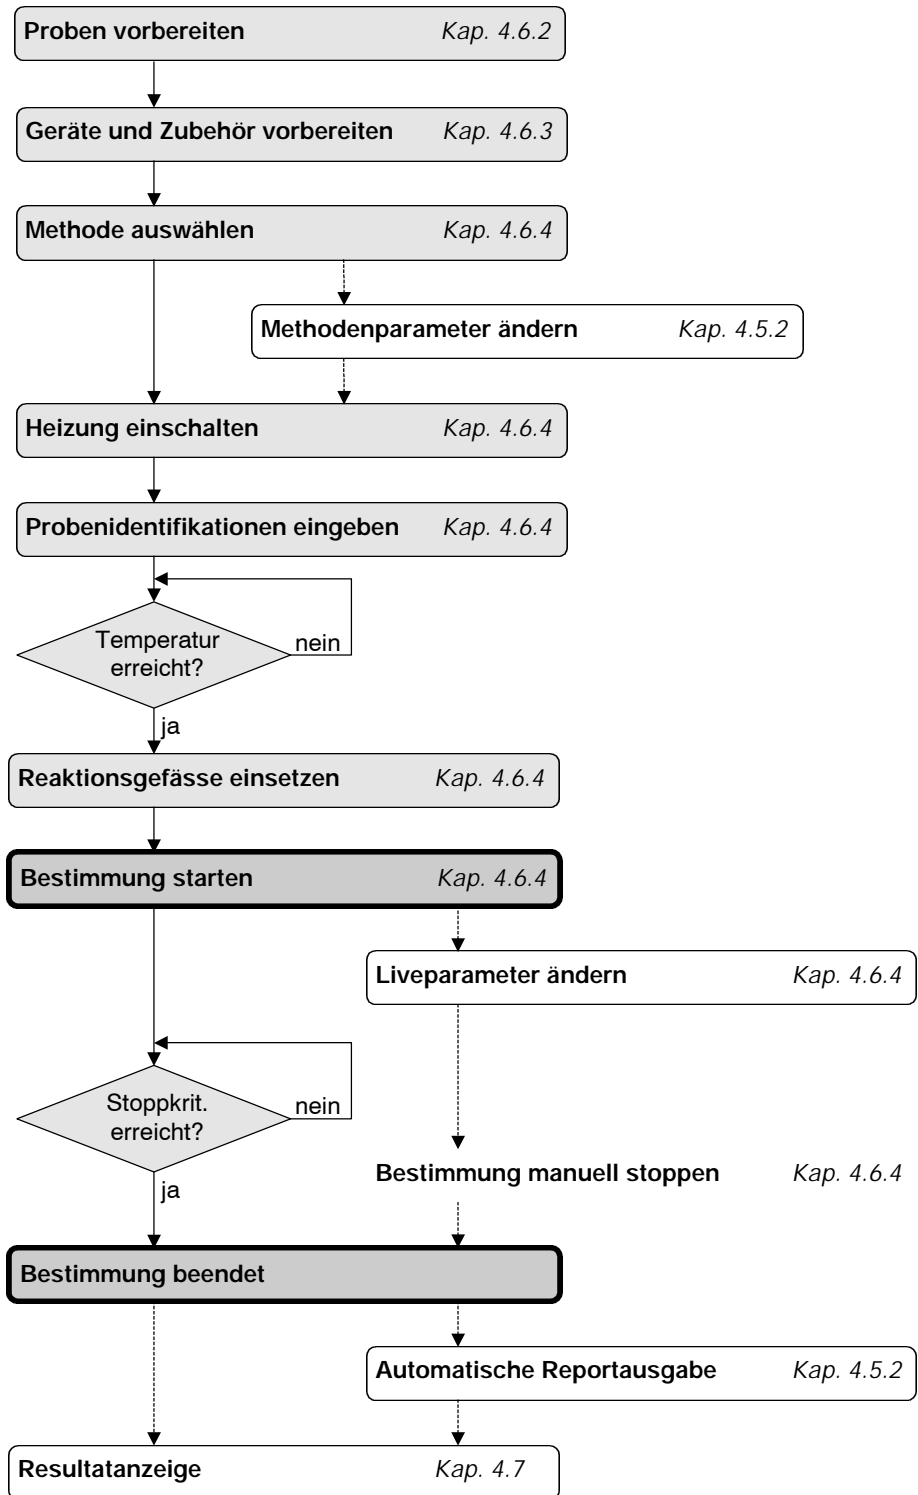 Proben vorbereiten Kap. 4.6.2
Geräte und Zubehör vorbereiten Kap. 4.6.3
Methode auswählen Kap. 4.6.4
Methodenparameter ändern Kap. 4.5.2
Heizung einschalten Kap. 4.6.4
Probenidentifikationen eingeben Kap. 4.6.4
Temperatur
erreicht?
nein
ja
Reaktionsgefässe einsetzen Kap. 4.6.4
Bestimmung starten Kap. 4.6.4
Liveparameter ändern Kap. 4.6.4
Stoppkrit.
erreicht?
nein
Bestimmung manuell stoppen Kap. 4.6.4
ja
Bestimmung beendet
Automatische Reportausgabe Kap. 4.5.2
Resultatanzeige Kap. 4.7